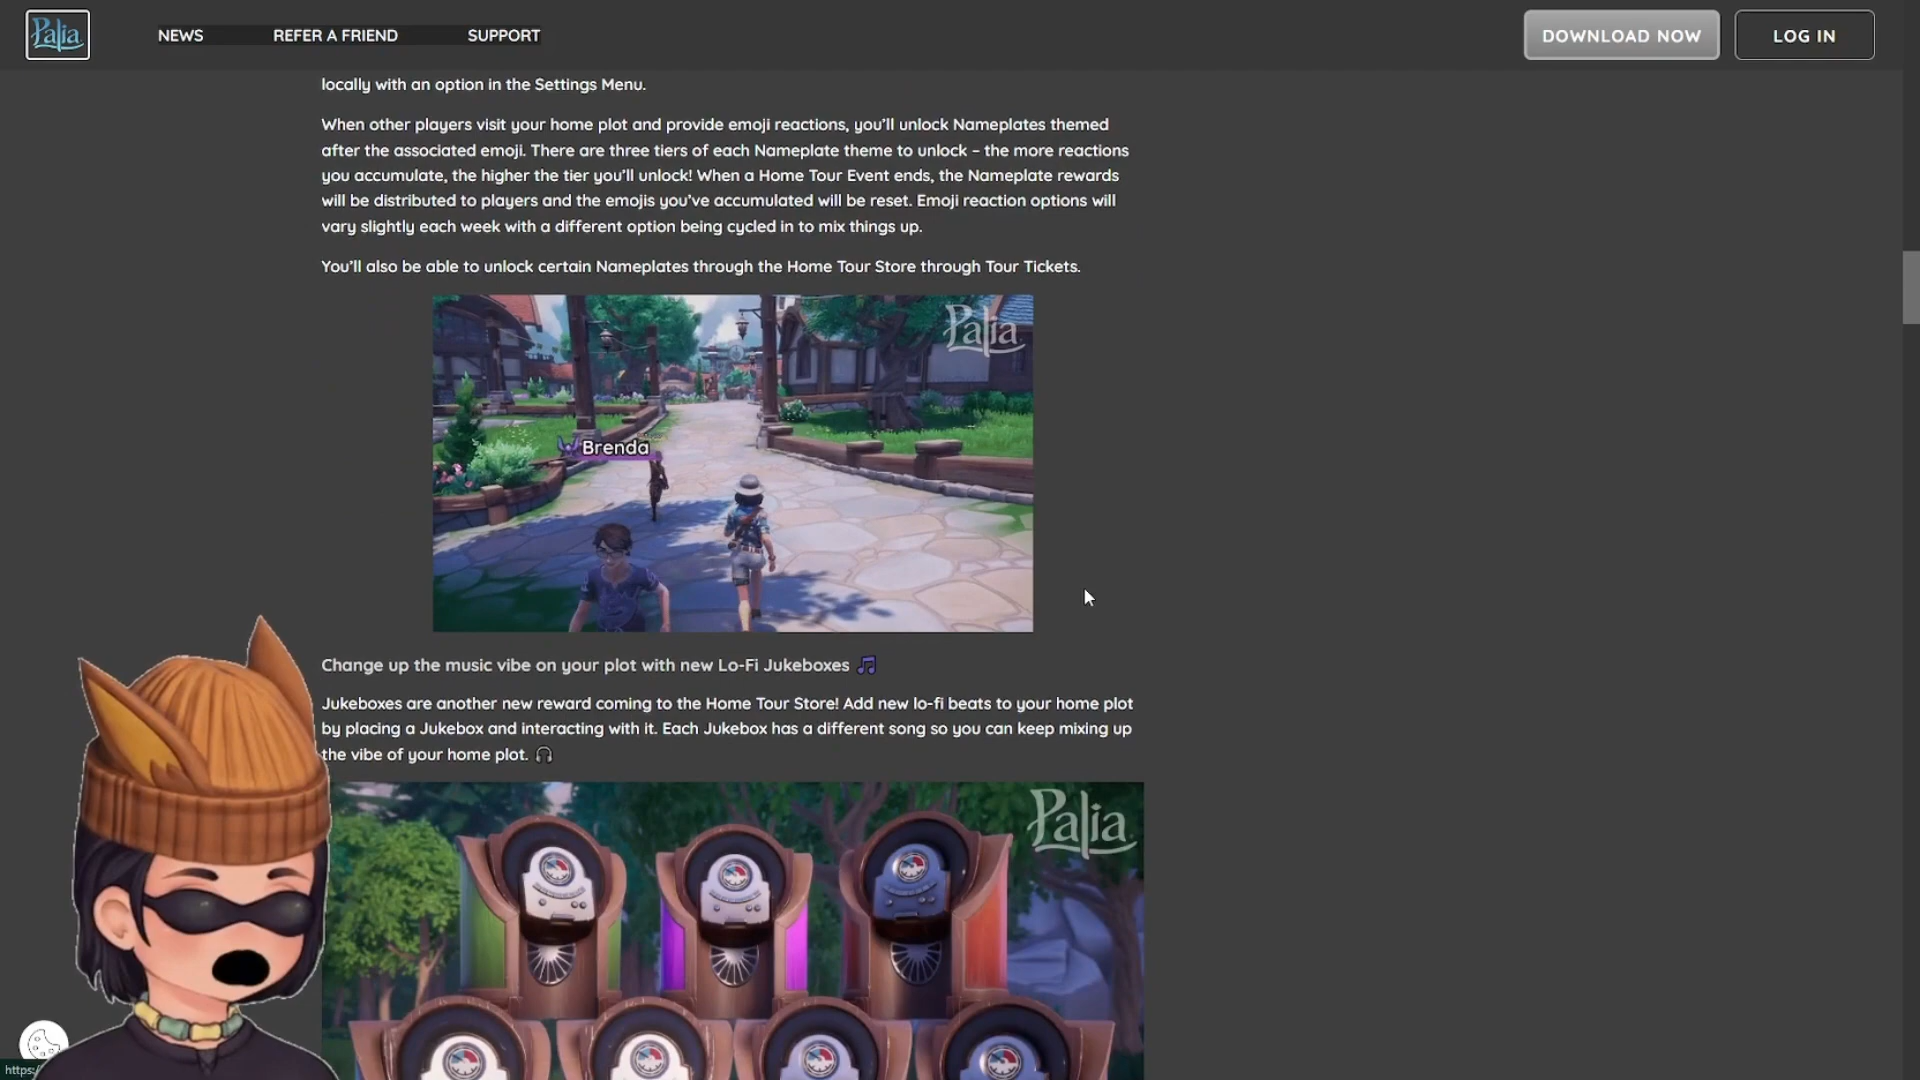 Palia
NEWS
REFER A FRIEND
SUPPORT
DOWNLOAD NOW
LOG IN
locally with an option in the Settings Menu.
When other players visit your home plot and provide emoji reactions, you’ll unlock Nameplates themed
after the associated emoji. There are three tiers of each Nameplate theme to unlock – the more reactions
you accumulate, the higher the tier you’ll unlock! When a Home Tour Event ends, the Nameplate rewards
will be distributed to players and the emojis you’ve accumulated will be reset. Emoji reaction options will
vary slightly each week with a different option being cycled in to mix things up.
You’ll also be able to unlock certain Nameplates through the Home Tour Store through Tour Tickets.
Palia
Brenda
Change up the music vibe on your plot with new Lo-Fi Jukeboxes 🎵
Jukeboxes are another new reward coming to the Home Tour Store! Add new lo-fi beats to your home plot
by placing a Jukebox and interacting with it. Each Jukebox has a different song so you can keep mixing up
the vibe of your home plot. 🎧
Palia
https:/